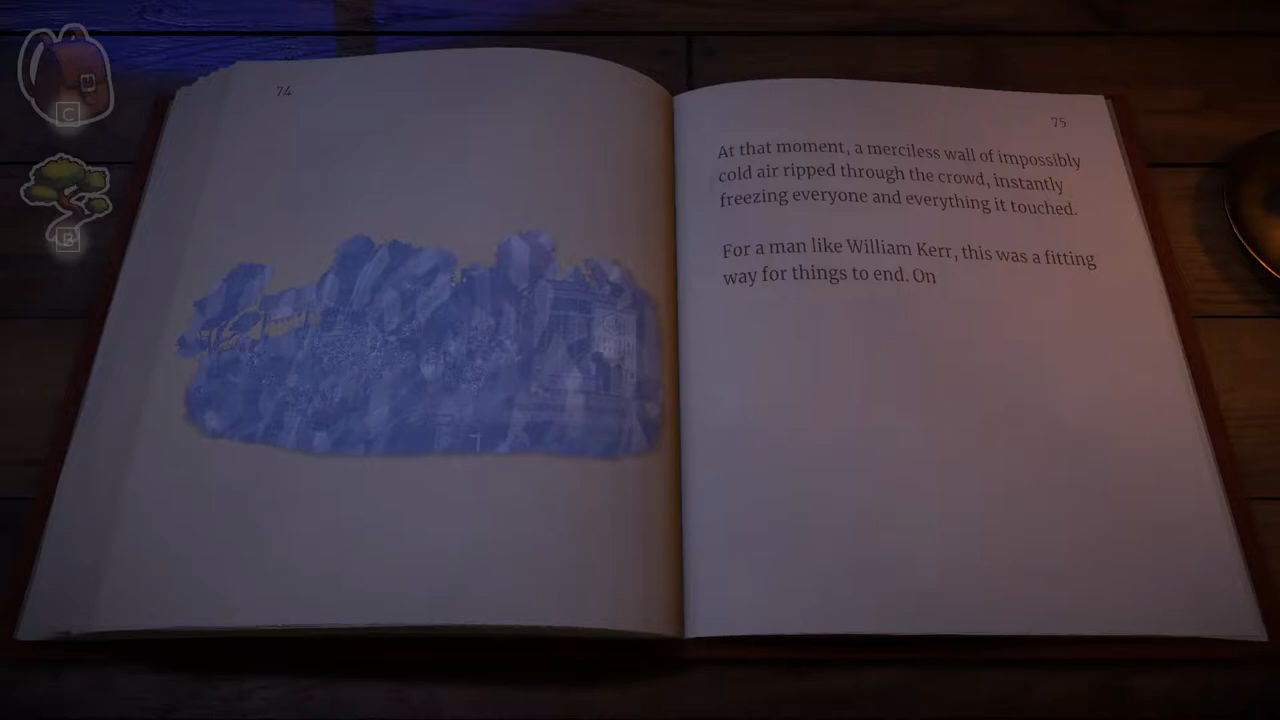 C
B
74
75
At that moment, a merciless wall of impossibly
cold air ripped through the crowd, instantly
freezing everyone and everything it touched.
For a man like William Kerr, this was a fitting
way for things to end. On